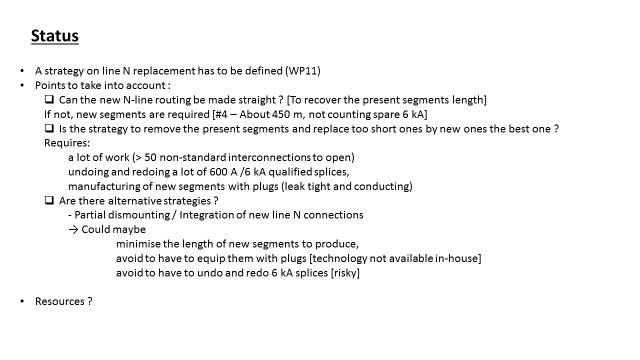 Status
• A strategy on line N replacement has to be defined (WP11)
• Points to take into account :
❑ Can the new N-line routing be made straight ? [To recover the present segments length]
If not, new segments are required [#4 – About 450 m, not counting spare 6 kA]
❑ Is the strategy to remove the present segments and replace too short ones by new ones the best one ?
Requires:
a lot of work (> 50 non-standard interconnections to open)
undoing and redoing a lot of 600 A /6 kA qualified splices,
manufacturing of new segments with plugs (leak tight and conducting)
❑ Are there alternative strategies ?
- Partial dismounting / Integration of new line N connections
→ Could maybe
minimise the length of new segments to produce,
avoid to have to equip them with plugs [technology not available in-house]
avoid to have to undo and redo 6 kA splices [risky]
• Resources ?